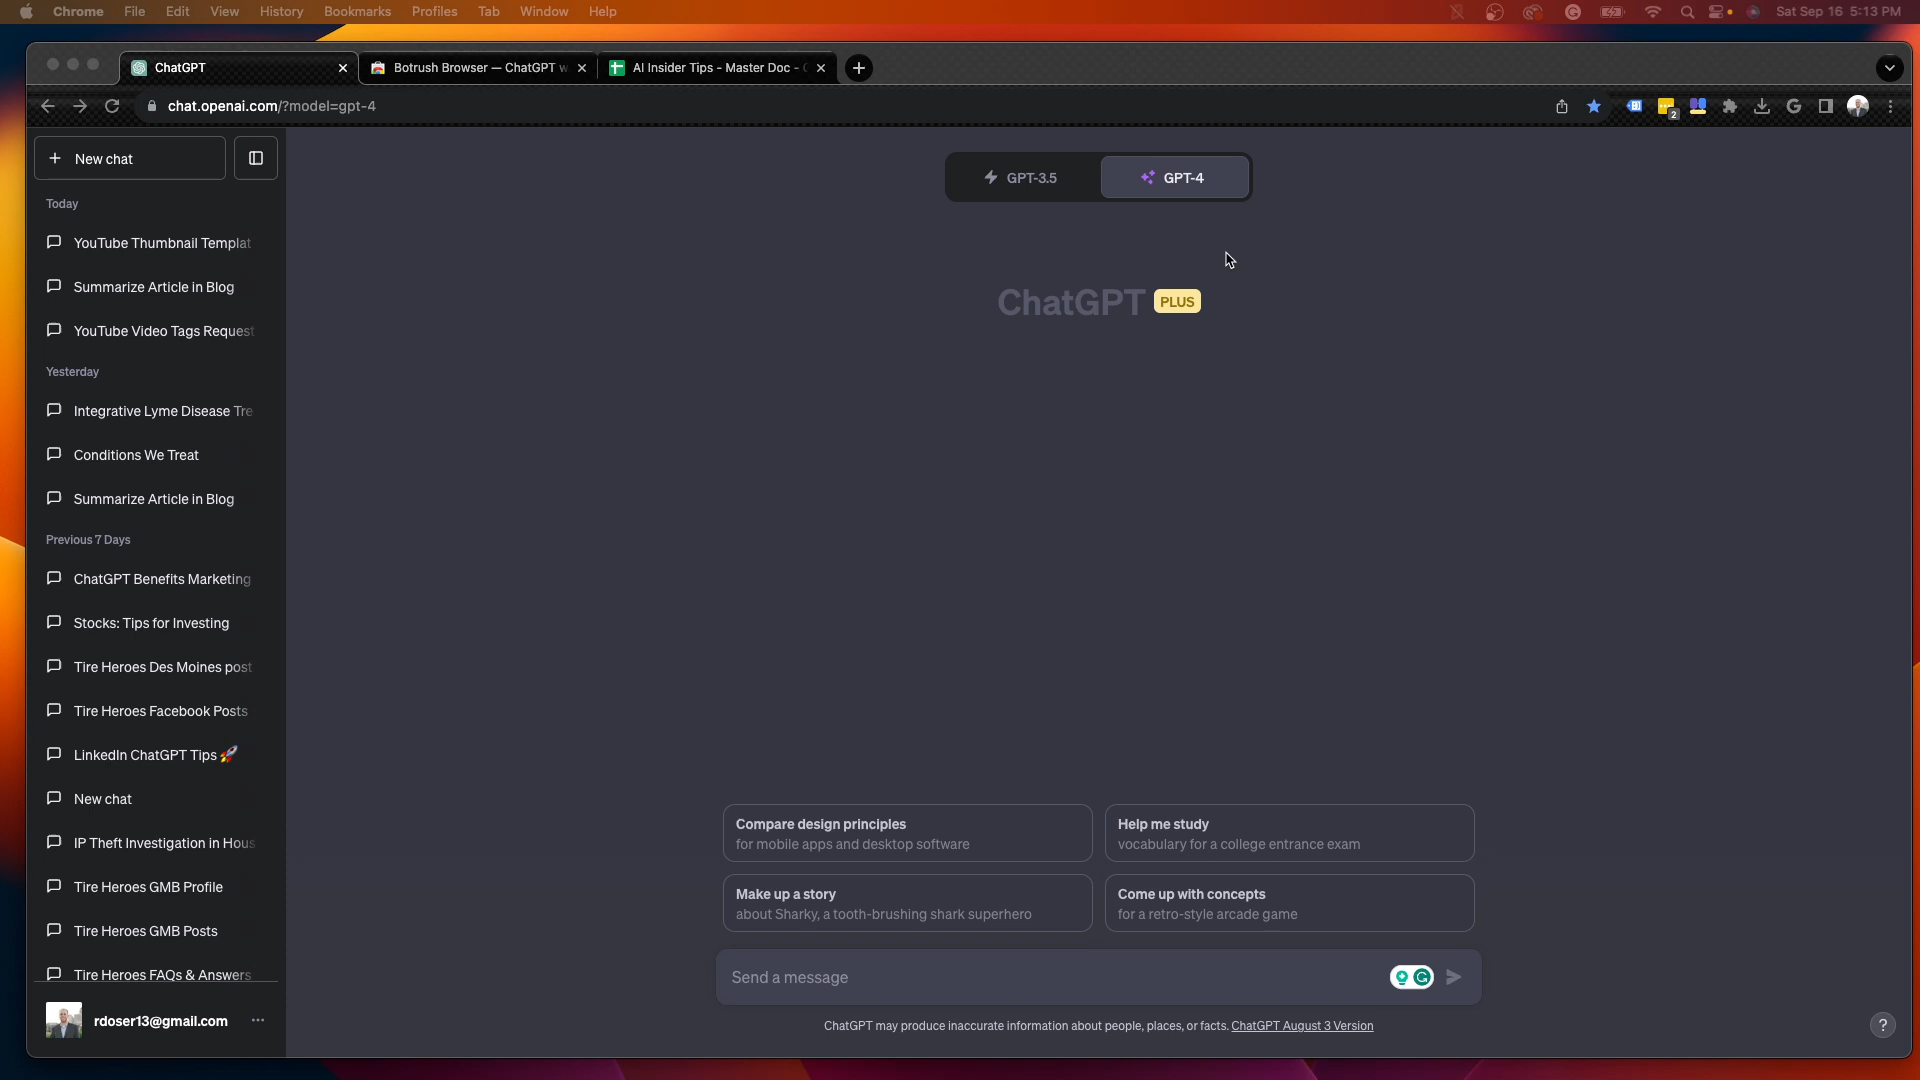 Chrome File Edit View History Bookmarks Profiles Tab Window Help Sat Sep 16 5:13 PM
ChatGPT
Botrush Browser — ChatGPT w
AI Insider Tips - Master Doc -
chat.openai.com/?model=gpt-4
2
New chat
Today
YouTube Thumbnail Templat
Summarize Article in Blog
YouTube Video Tags Request
Yesterday
Integrative Lyme Disease Tre
Conditions We Treat
Summarize Article in Blog
Previous 7 Days
ChatGPT Benefits Marketing
Stocks: Tips for Investing
Tire Heroes Des Moines post
Tire Heroes Facebook Posts
LinkedIn ChatGPT Tips 🚀
New chat
IP Theft Investigation in Hous
Tire Heroes GMB Profile
Tire Heroes GMB Posts
Tire Heroes FAQs & Answers
rdoser13@gmail.com
GPT-3.5
GPT-4
ChatGPT PLUS
Compare design principles
for mobile apps and desktop software
Help me study
vocabulary for a college entrance exam
Make up a story
about Sharky, a tooth-brushing shark superhero
Come up with concepts
for a retro-style arcade game
Send a message
ChatGPT may produce inaccurate information about people, places, or facts. ChatGPT August 3 Version
?